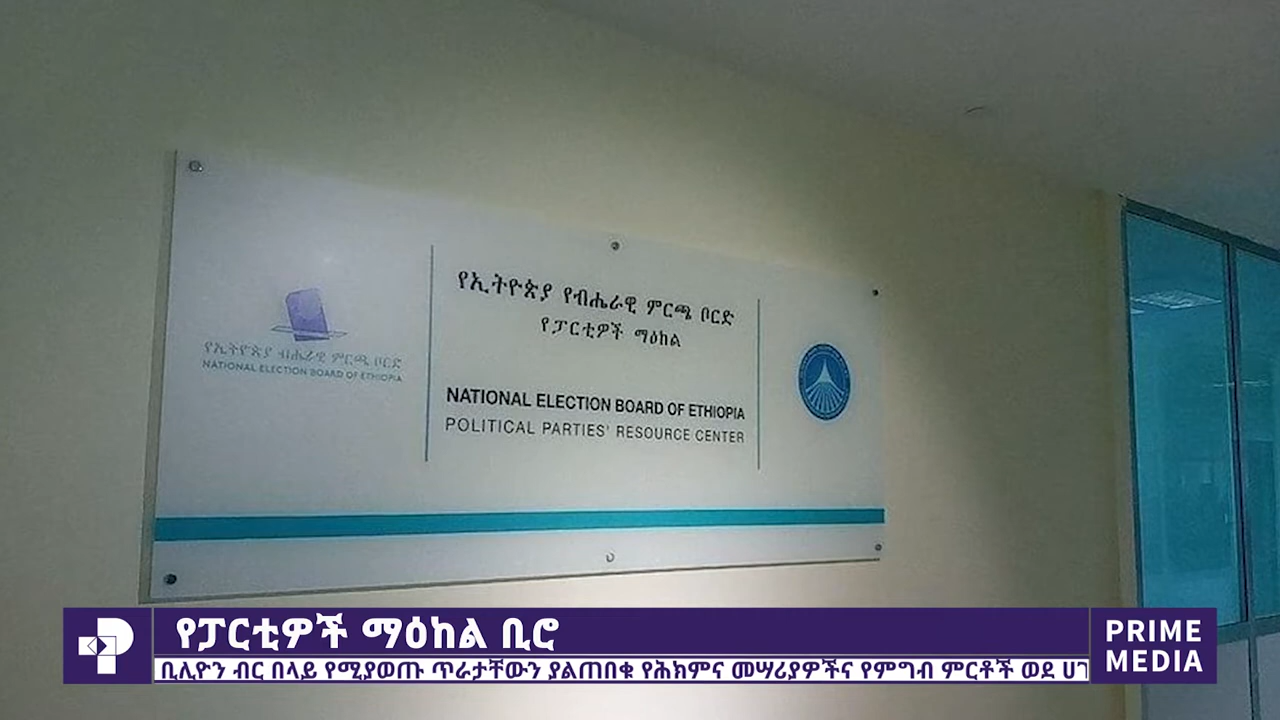 የኢትዮጵያ ብሔራዊ ምርጫ ቦርድ
NATIONAL ELECTION BOARD OF ETHIOPIA
የኢትዮጵያ የብሔራዊ ምርጫ ቦርድ
የፓርቲዎች ማዕከል
NATIONAL ELECTION BOARD OF ETHIOPIA
POLITICAL PARTIES' RESOURCE CENTER
የፓርቲዎች ማዕከል ቢሮ
ቢሊዮን ብር በላይ የሚያወጡ ጥራታቸውን ያልጠበቁ የሕክምና መሣሪያዎችና የምግብ ምርቶች ወደ ሀገ
PRIME
MEDIA